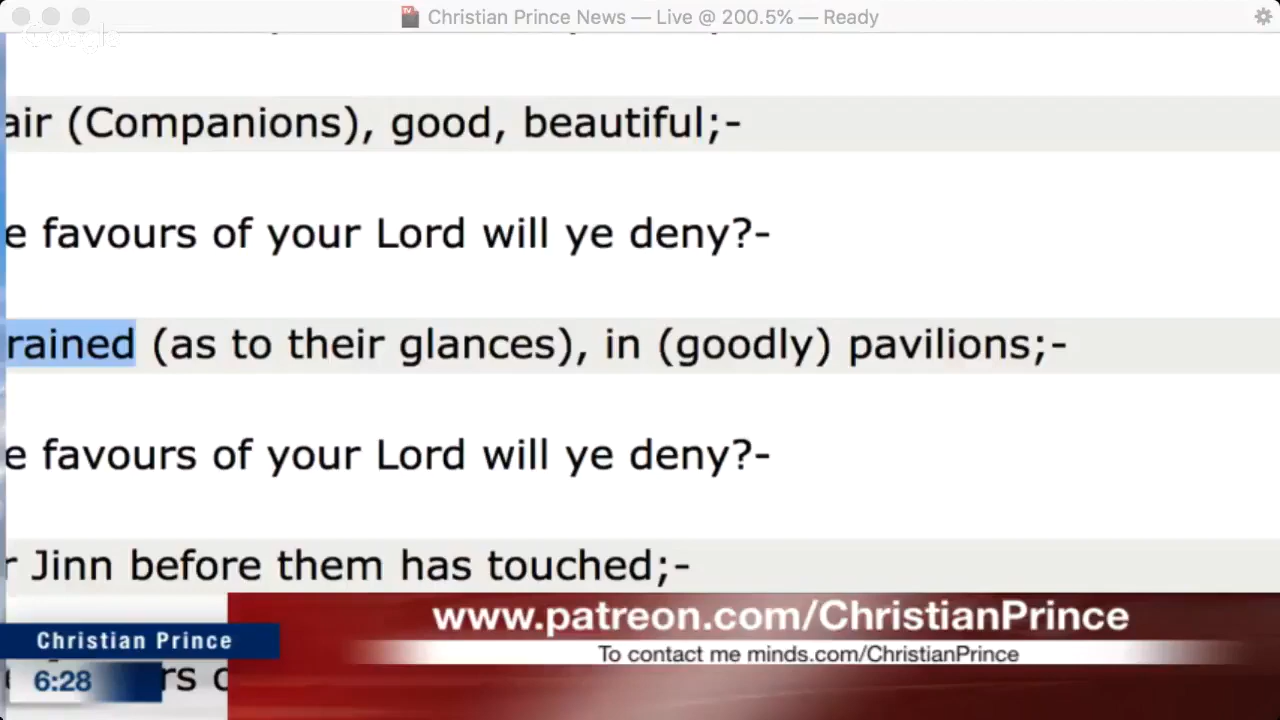 Christian Prince News — Live @ 200.5% — Ready
Google
air (Companions), good, beautiful;-
e favours of your Lord will ye deny?-
rained (as to their glances), in (goodly) pavilions;-
e favours of your Lord will ye deny?-
r Jinn before them has touched;-
www.patreon.com/ChristianPrince
Christian Prince
To contact me minds.com/ChristianPrince
6:28
rs o